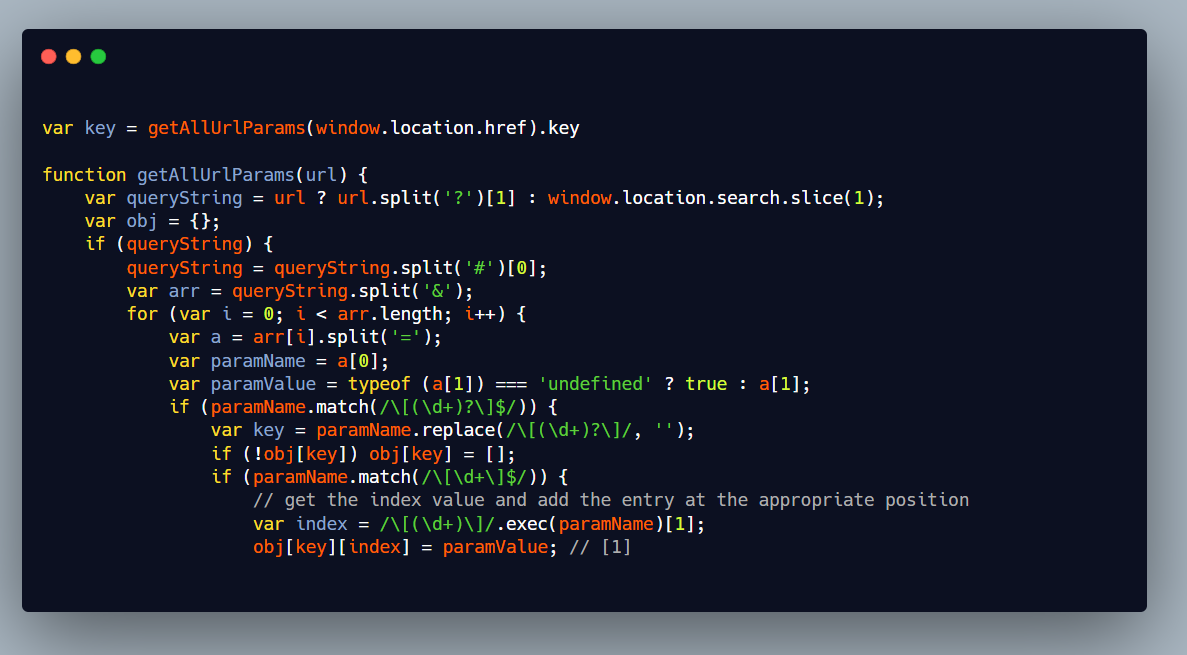 var key = getAllUrlParams(window.location.href).key
function getAllUrlParams(url) {
var queryString = url ? url.split('?')[1] : window.location.search.slice(1);
var obj = {};
if (queryString) {
queryString = queryString.split('#')[0];
var arr = queryString.split('&');
for (var i = 0; i < arr.length; i++) {
var a = arr[i].split('=');
var paramName = a[0];
var paramValue = typeof (a[1]) === 'undefined' ? true : a[1];
if (paramName.match(/\[(\d+)?\]$/)) {
var key = paramName.replace(/\[(\d+)?\]/, '');
if (!obj[key]) obj[key] = [];
if (paramName.match(/\[\d+\]$/)) {
// get the index value and add the entry at the appropriate position
var index = /\[(\d+)\]/.exec(paramName)[1];
obj[key][index] = paramValue; // [1]